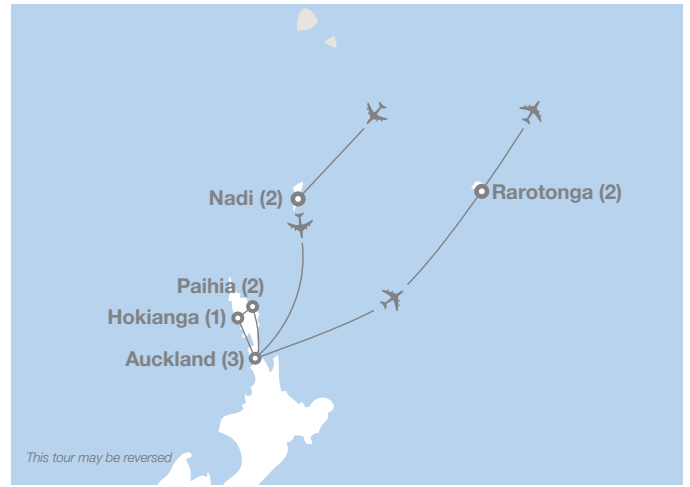 Nadi (2)
Rarotonga (2)
Paihia (2)
Hokianga (1)
Auckland (3)
This tour may be reversed